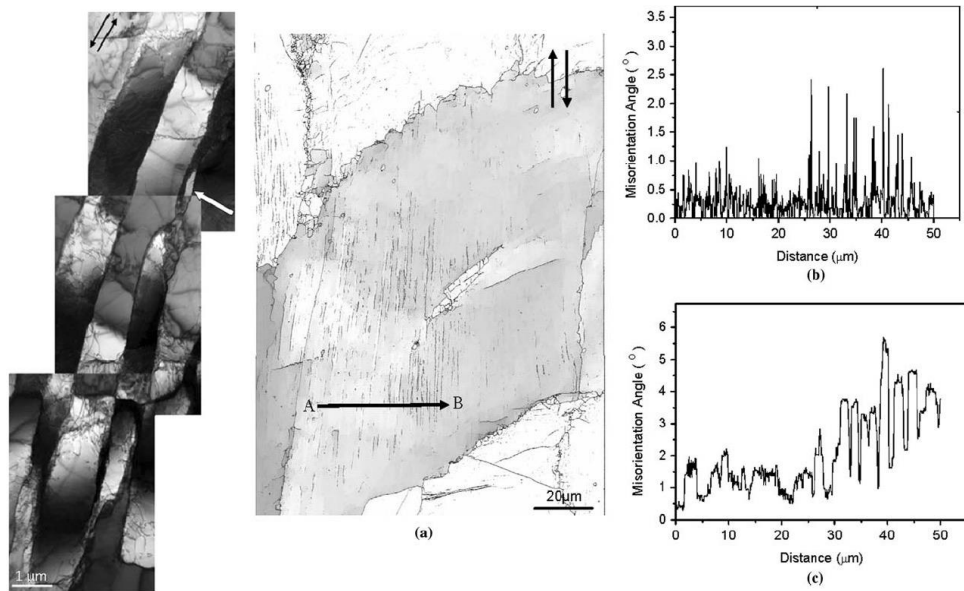 1 μm
A
B
20μm
(a)
3.5
3.0
2.5
2.0
1.5
1.0
0.5
0.0
Misorientation Angle ( ° )
0 10 20 30 40 50
Distance (μm)
(b)
6
5
4
3
2
1
0
Misorientation Angle ( ° )
0 10 20 30 40 50
Distance (μm)
(c)